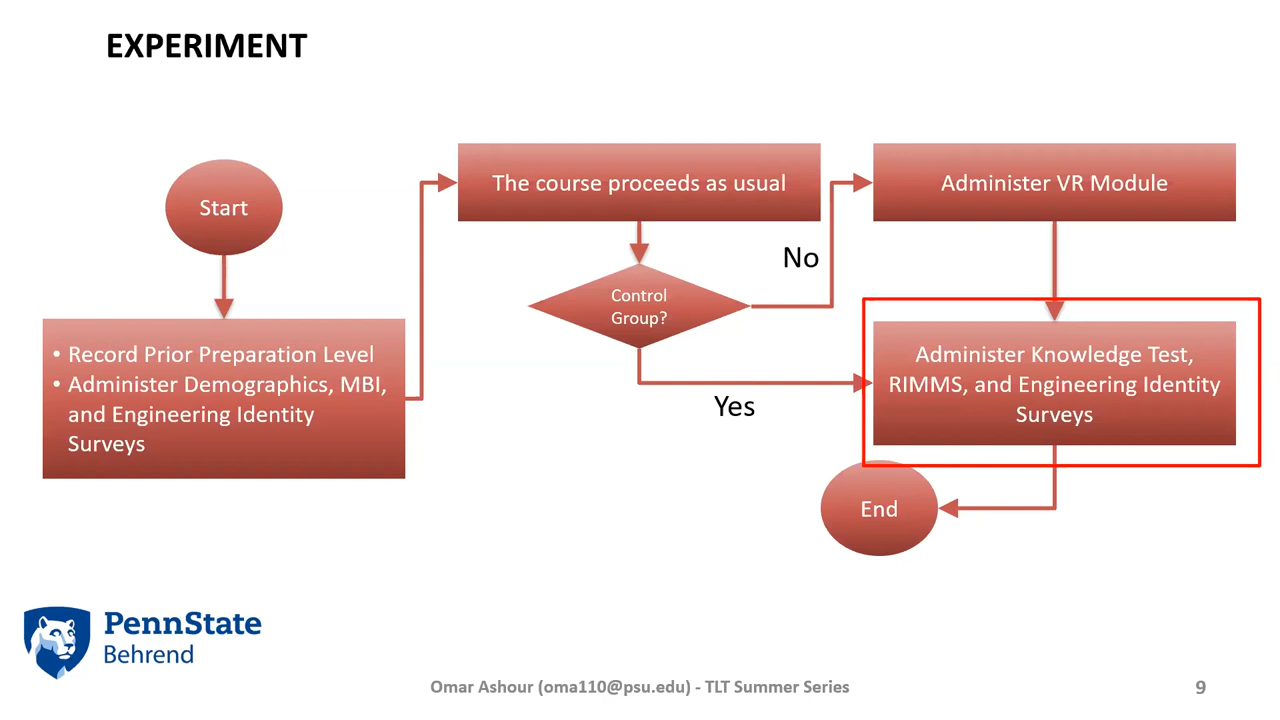 EXPERIMENT
Start
• Record Prior Preparation Level
• Administer Demographics, MBI,
and Engineering Identity
Surveys
The course proceeds as usual
Control
Group?
No
Yes
Administer VR Module
Administer Knowledge Test,
RIMMS, and Engineering Identity
Surveys
End
PennState
Behrend
Omar Ashour (oma110@psu.edu) - TLT Summer Series
9